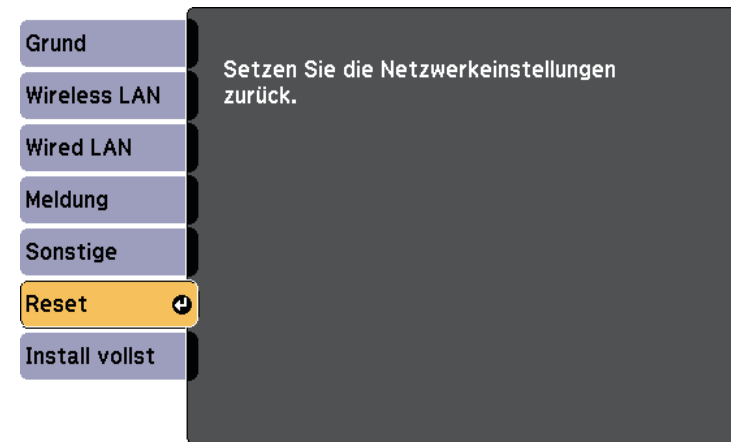 Grund
Wireless LAN
Wired LAN
Meldung
Sonstige
Reset
Install vollst
Setzen Sie die Netzwerkeinstellungen
zurück.